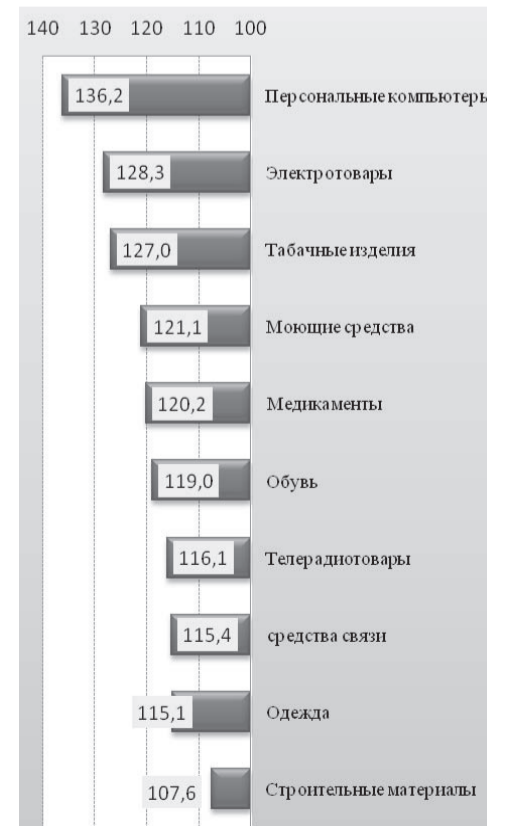 140 130 120 110 100
136,2 Персональные компьютеры
128,3 Электротовары
127,0 Табачные изделия
121,1 Моющие средства
120,2 Медикаменты
119,0 Обувь
116,1 Телерадиотовары
115,4 средства связи
115,1 Одежда
107,6 Строительные материалы